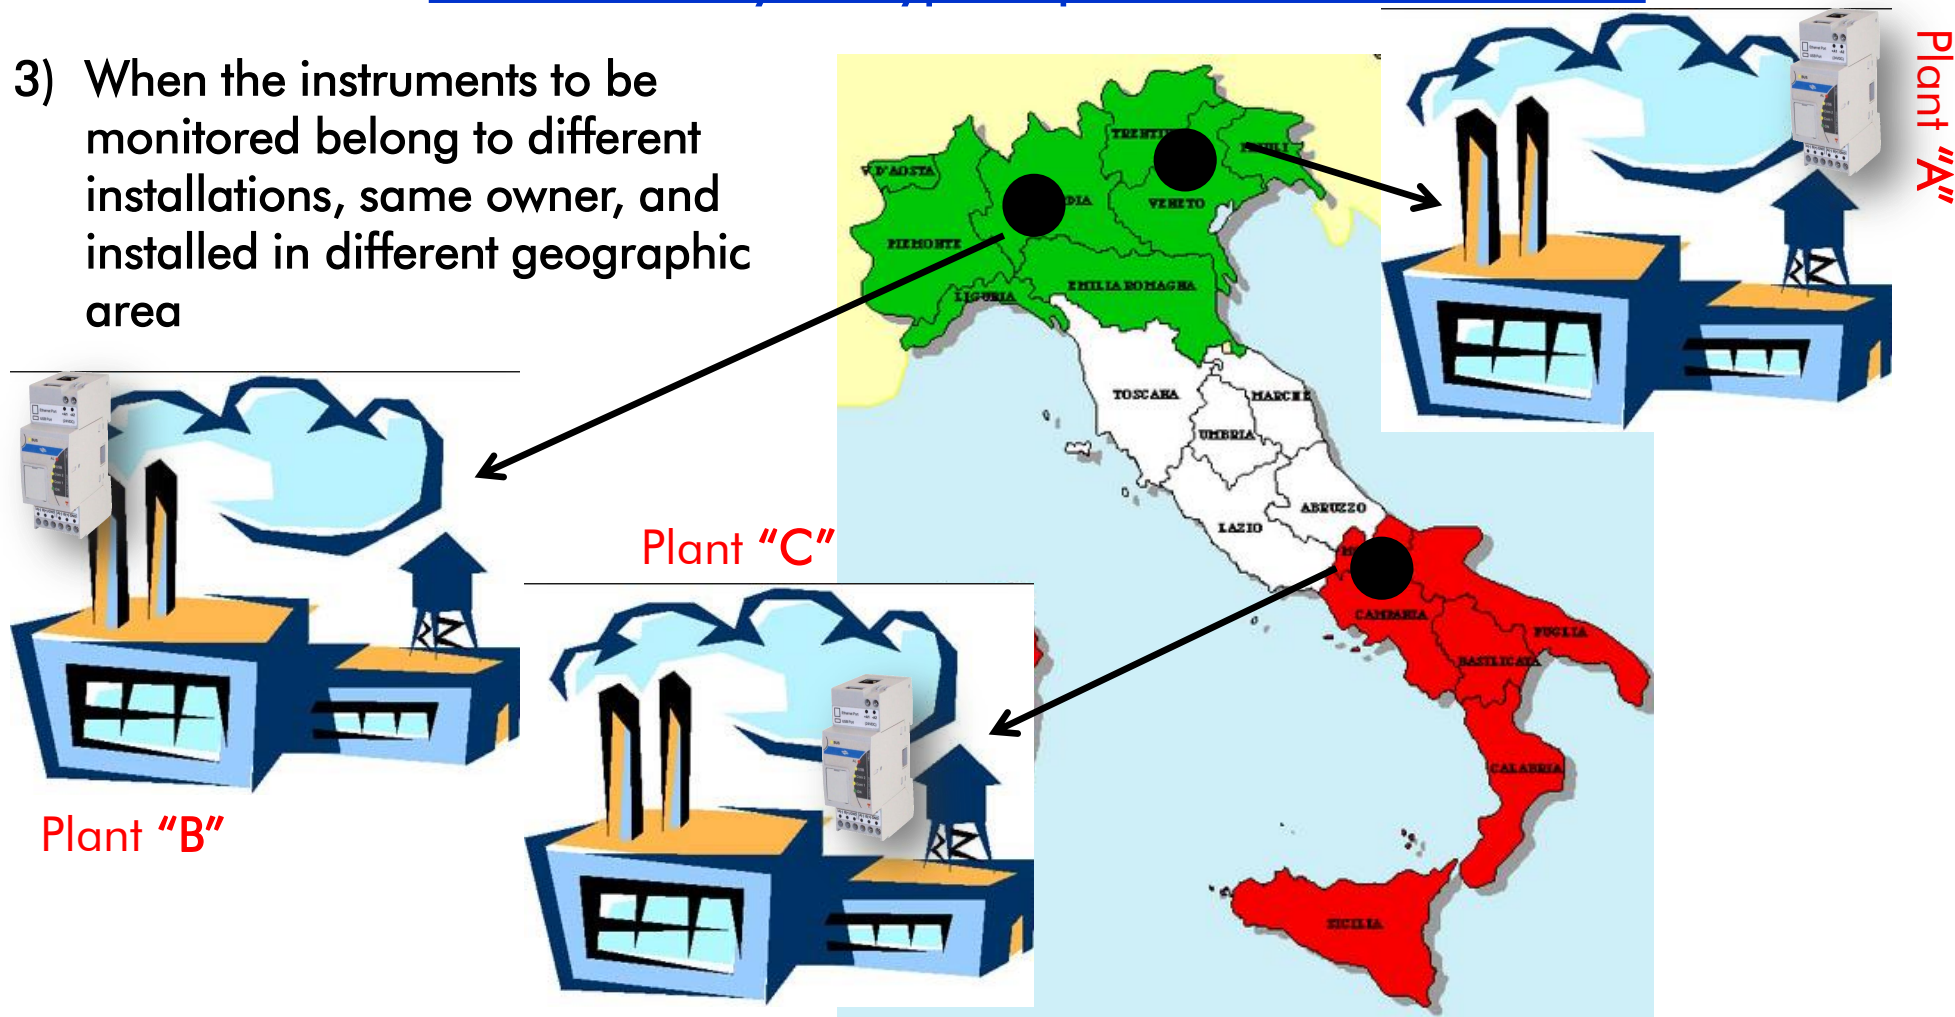 3) When the instruments to be
monitored belong to different
installations, same owner, and
installed in different geographic
area
Plant “A”
Plant “B”
Plant “C”
V. D'AOSTA
PIEMONTE
LIGURIA
VENETO
EMILIA ROMAGNA
TOSCANA
MARCHE
UMBRIA
LAZIO
ABRUZZO
CAMPANIA
PUGLIA
BASILICATA
CALABRIA
SICILIA